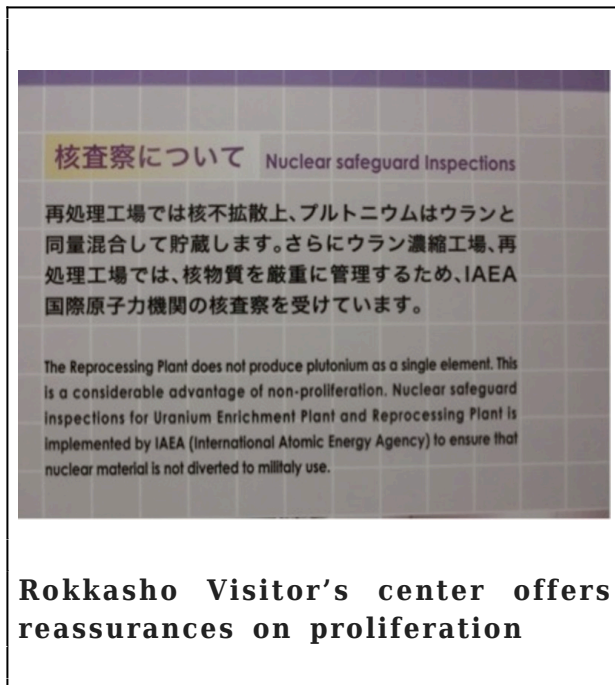 核査察について Nuclear safeguard Inspections
再処理工場では核不拡散上、プルトニウムはウランと
同量混合して貯蔵します。さらにウラン濃縮工場、再
処理工場では、核物質を厳重に管理するため、IAEA
国際原子力機関の核査察を受けています。
The Reprocessing Plant does not produce plutonium as a single element. This
is a considerable advantage of non-proliferation. Nuclear safeguard
inspections for Uranium Enrichment Plant and Reprocessing Plant is
implemented by IAEA (International Atomic Energy Agency) to ensure that
nuclear material is not diverted to militaly use.
Rokkasho Visitor’s center offers
reassurances on proliferation